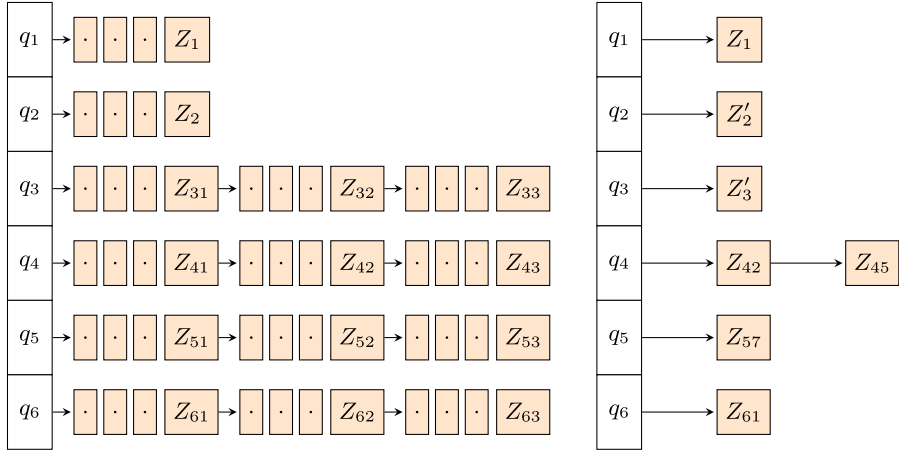 q₁ · · · Z₁ q₁ Z₁
q₂ · · · Z₂ q₂ Z′₂
q₃ · · · Z₃₁ · · · Z₃₂ · · · Z₃₃ q₃ Z′₃
q₄ · · · Z₄₁ · · · Z₄₂ · · · Z₄₃ q₄ Z₄₂ Z₄₅
q₅ · · · Z₅₁ · · · Z₅₂ · · · Z₅₃ q₅ Z₅₇
q₆ · · · Z₆₁ · · · Z₆₂ · · · Z₆₃ q₆ Z₆₁